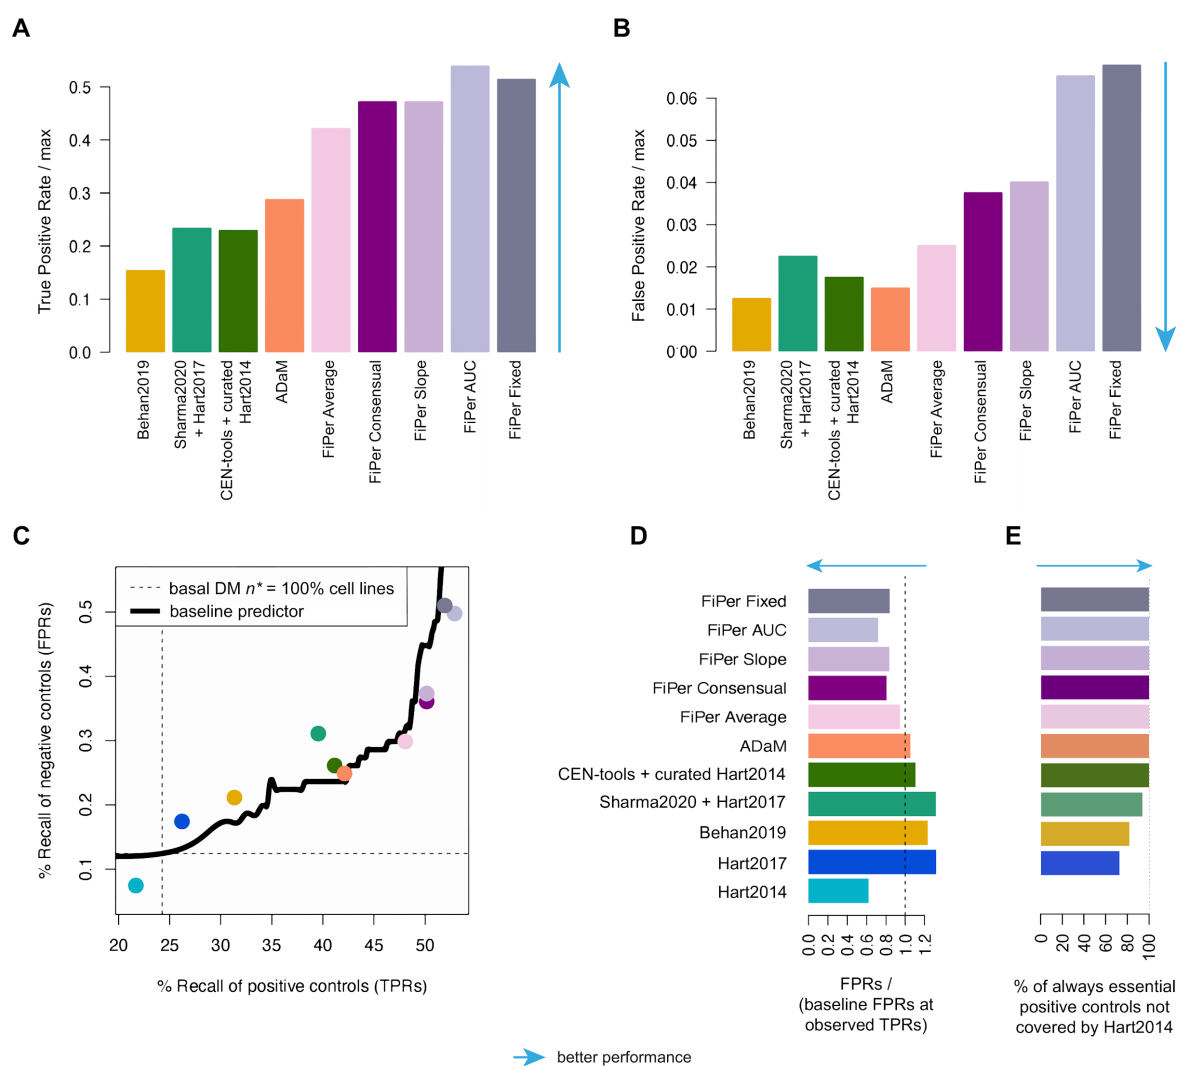 A
True Positive Rate / max
0.5
0.4
0.3
0.2
0.1
0.0
Behan2019
Sharma2020
+ Hart2017
CEN-tools + curated
Hart2014
ADaM
FiPer Average
FiPer Consensual
FiPer Slope
FiPer AUC
FiPer Fixed
B
False Positive Rate / max
0.06
0.05
0.04
0.03
0.02
0.01
0.00
Behan2019
Sharma2020
+ Hart2017
CEN-tools + curated
Hart2014
ADaM
FiPer Average
FiPer Consensual
FiPer Slope
FiPer AUC
FiPer Fixed
C
basal DM n* = 100% cell lines
baseline predictor
% Recall of negative controls (FPRs)
0.5
0.4
0.3
0.2
0.1
20 25 30 35 40 45 50
% Recall of positive controls (TPRs)
D
FiPer Fixed
FiPer AUC
FiPer Slope
FiPer Consensual
FiPer Average
ADaM
CEN-tools + curated Hart2014
Sharma2020 + Hart2017
Behan2019
Hart2017
Hart2014
0.0 0.2 0.4 0.6 0.8 1.0 1.2
FPRs /
(baseline FPRs at
observed TPRs)
E
0 20 40 60 80 100
% of always essential
positive controls not
covered by Hart2014
better performance